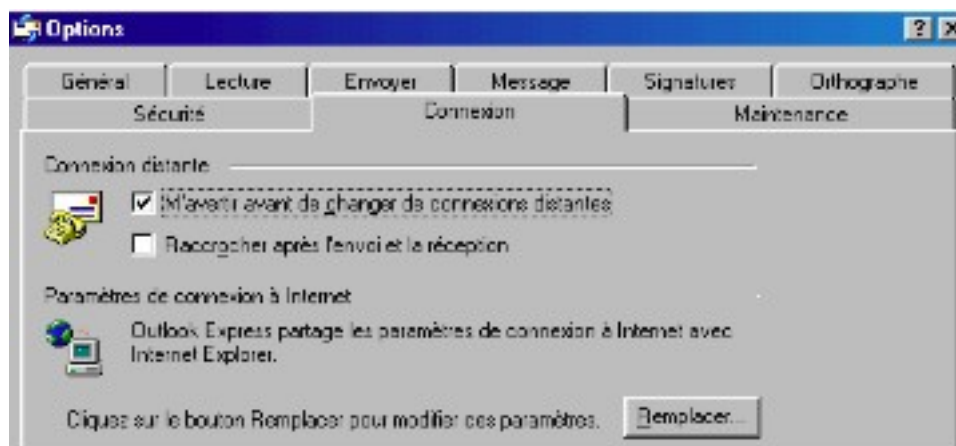 Options
Général Lecture Envoyer Message Signatures Orthographe
Sécurité Connexion Maintenance
Connexion distante
M'avertir avant de changer de connexions distantes
Raccrocher après l'envoi et la réception
Paramètres de connexion à Internet
Outlook Express partage les paramètres de connexion à Internet avec
Internet Explorer.
Cliquez sur le bouton Remplacer pour modifier ces paramètres. Remplacer...